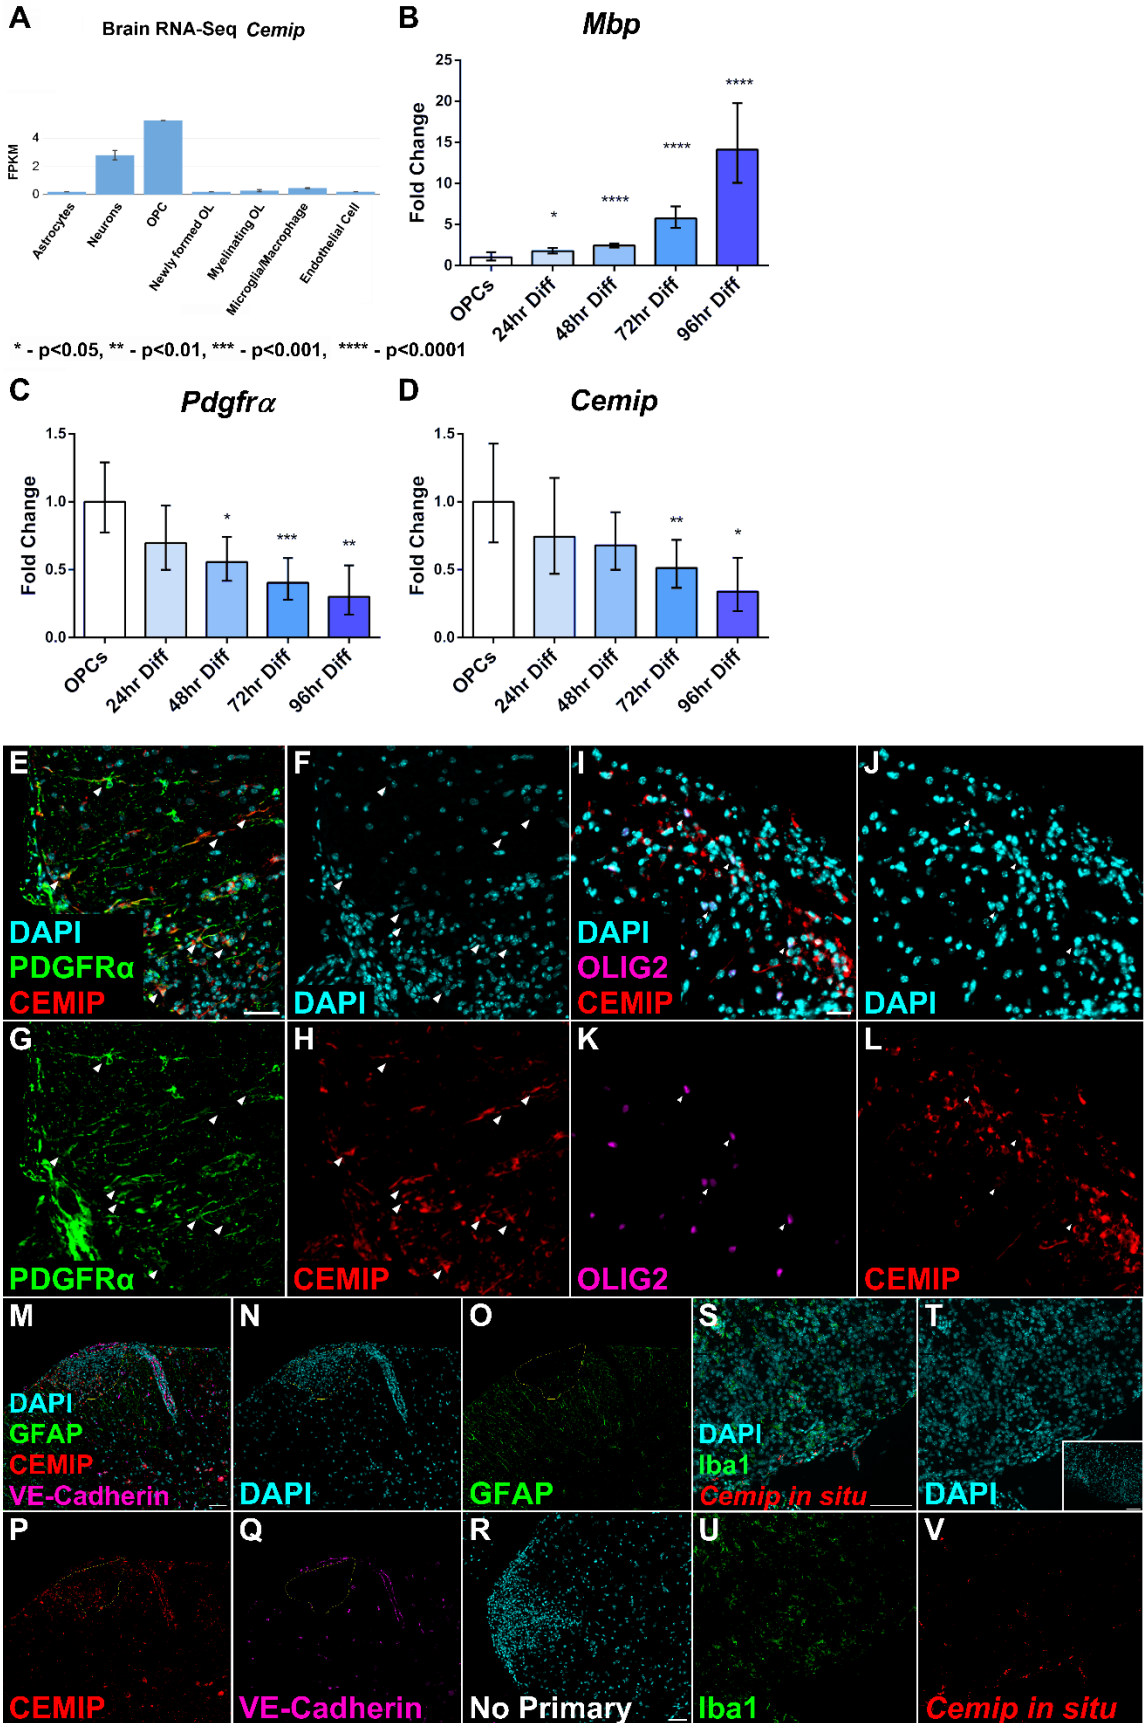 A
Brain RNA-Seq Cemip
FPKM
4
2
0
Astrocytes
Neurons
OPC
Newly formed OL
Myelinating OL
Microglia/Macrophage
Endothelial Cell
B
Mbp
Fold Change
25
20
15
10
5
0
*
****
****
****
OPCs
24hr Diff
48hr Diff
72hr Diff
96hr Diff
* - p<0.05, ** - p<0.01, *** - p<0.001, **** - p<0.0001
C
Pdgfrα
Fold Change
1.5
1.0
0.5
0.0
*
***
**
OPCs
24hr Diff
48hr Diff
72hr Diff
96hr Diff
D
Cemip
Fold Change
1.5
1.0
0.5
0.0
**
*
OPCs
24hr Diff
48hr Diff
72hr Diff
96hr Diff
E
DAPI
PDGFRα
CEMIP
F
DAPI
I
DAPI
OLIG2
CEMIP
J
DAPI
G
PDGFRα
H
CEMIP
K
OLIG2
L
CEMIP
M
DAPI
GFAP
CEMIP
VE-Cadherin
N
DAPI
O
GFAP
S
DAPI
Iba1
Cemip in situ
T
DAPI
P
CEMIP
Q
VE-Cadherin
R
No Primary
U
Iba1
V
Cemip in situ